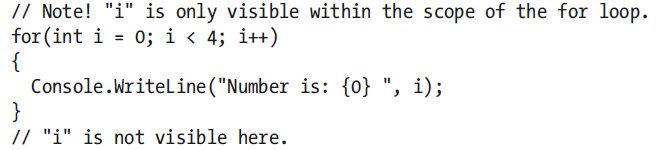 // Note! "i" is only visible within the scope of the for loop.
for(int i = 0; i < 4; i++)
{
  Console.WriteLine("Number is: {0} ", i);
}
// "i" is not visible here.